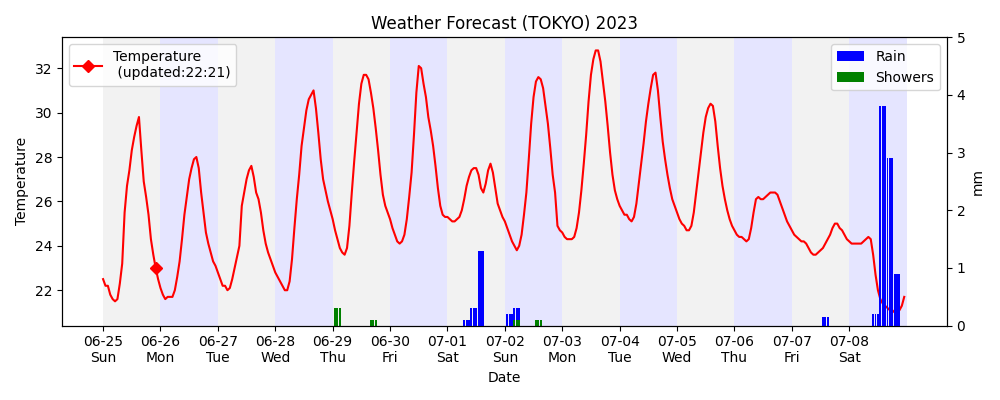 Weather Forecast (TOKYO) 2023
Temperature
(updated:22:21)
Rain
Showers
Temperature
32
30
28
26
24
22
5
4
3
2
1
0
mm
06-25 06-26 06-27 06-28 06-29 06-30 07-01 07-02 07-03 07-04 07-05 07-06 07-07 07-08
Sun Mon Tue Wed Thu Fri Sat Sun Mon Tue Wed Thu Fri Sat
Date